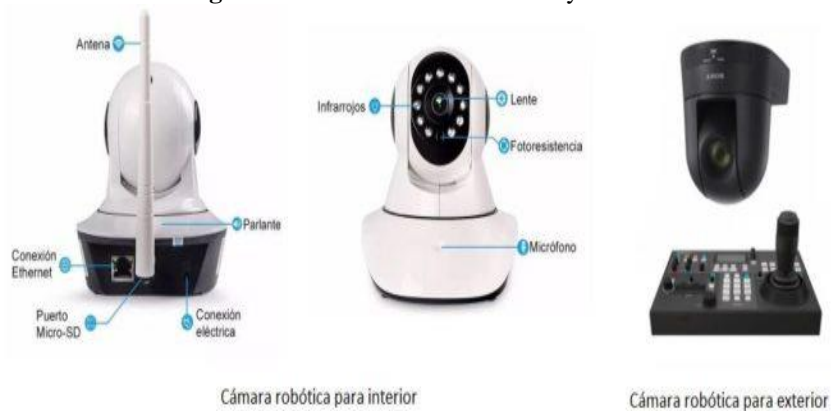 Antena
Parlante
Conexión
Ethernet
Puerto
Micro-SD
Conexión
eléctrica
Infrarrojos
Lente
Fotoresistencia
Micrófono
SONY
Cámara robótica para interior
Cámara robótica para exterior